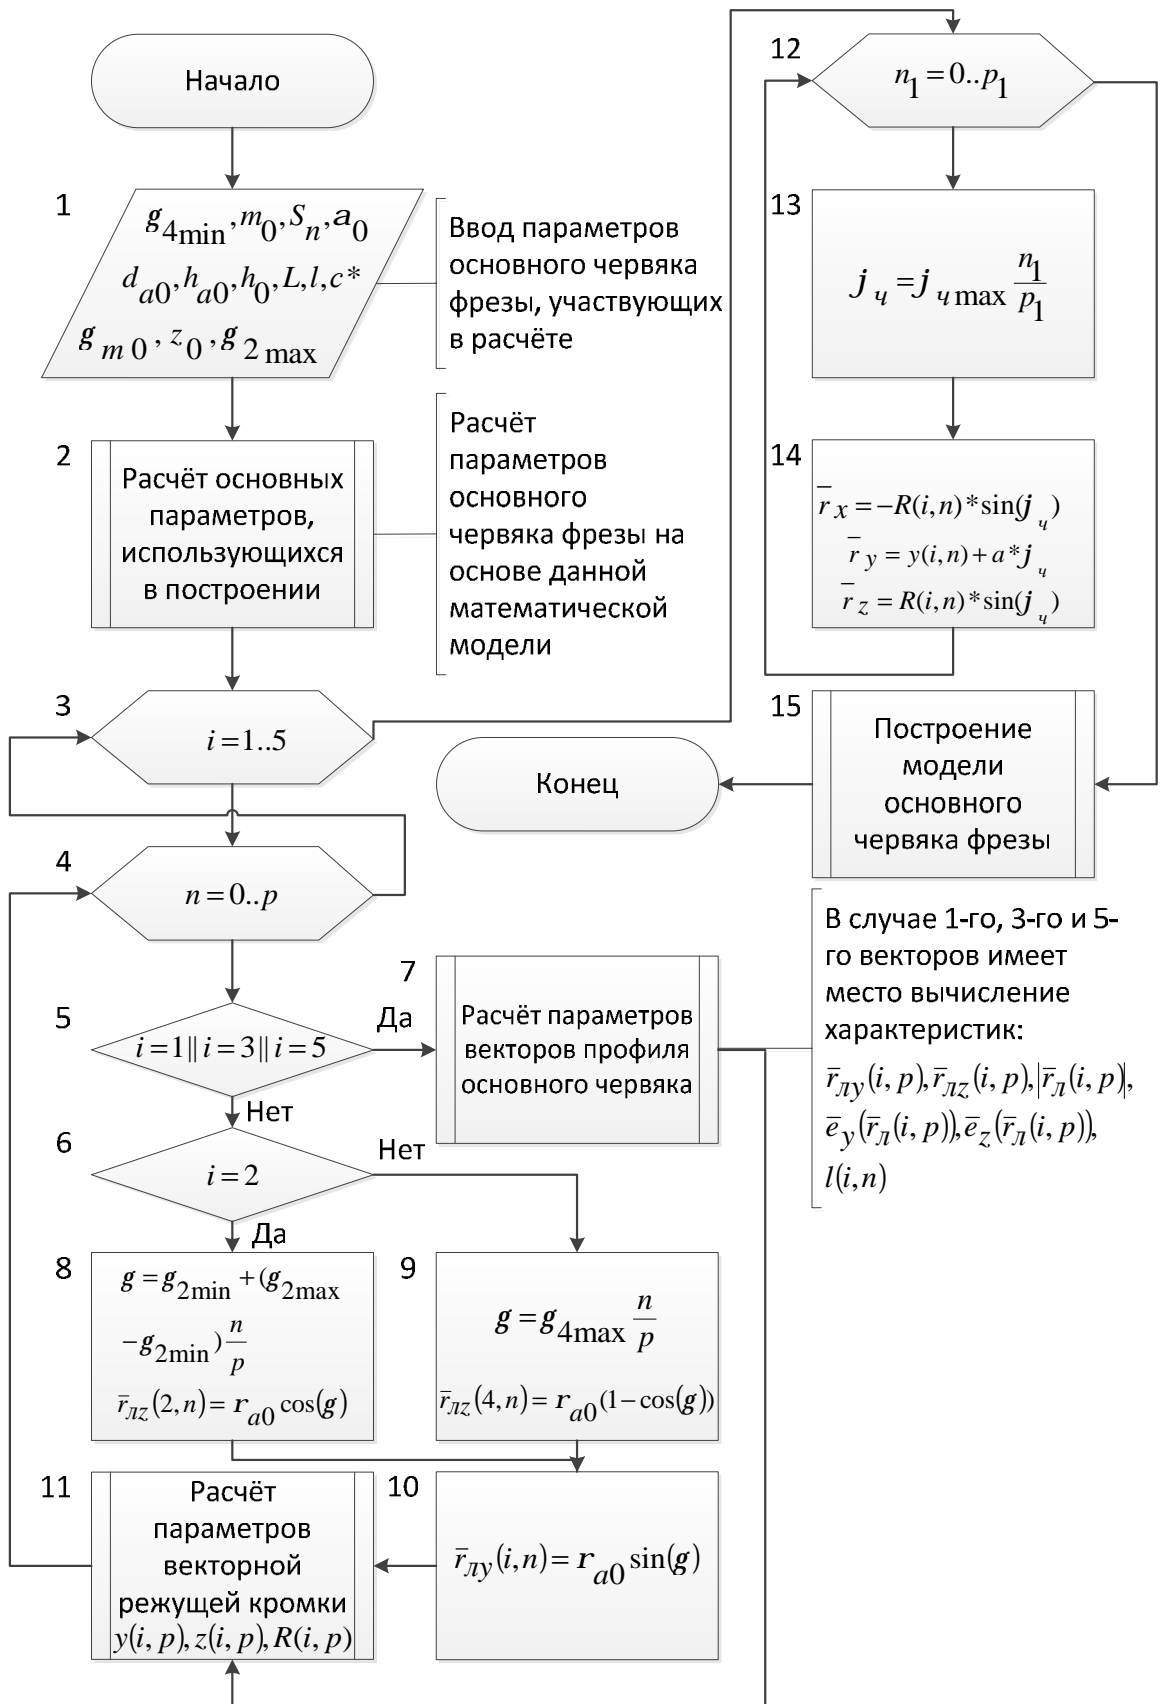 Начало
1
g4min, m0, Sn, a0
da0, ha0, h0, L, l, c*
gm0, z0, g2max
Ввод параметров
основного червяка
фрезы, участвующих
в расчёте
2
Расчёт основных
параметров,
использующихся
в построении
Расчёт
параметров
основного
червяка фрезы на
основе данной
математической
модели
3
i=1..5
4
n=0..p
5
i=1||i=3||i=5
Да
Нет
6
i=2
Нет
Да
7
Расчёт параметров
векторов профиля
основного червяка
В случае 1-го, 3-го и 5-
го векторов имеет
место вычисление
характеристик:
r̅лy(i, p), r̅лz(i, p), |r̅л(i, p)|,
e̅y(r̅л(i, p)), e̅z(r̅л(i, p)),
l(i, n)
8
g = g2min + (g2max
− g2min) n/p
r̅лz(2, n) = ra0 cos(g)
9
g = g4max n/p
r̅лz(4, n) = ra0(1− cos(g))
10
r̅лy(i, n) = ra0 sin(g)
11
Расчёт
параметров
векторной
режущей кромки
y(i, p), z(i, p), R(i, p)
12
n1 = 0..p1
13
jч = jч max n1/p1
14
r̅x = −R(i, n)*sin(jч)
r̅y = y(i, n) + a*jч
r̅z = R(i, n)*sin(jч)
15
Построение
модели
основного
червяка фрезы
Конец